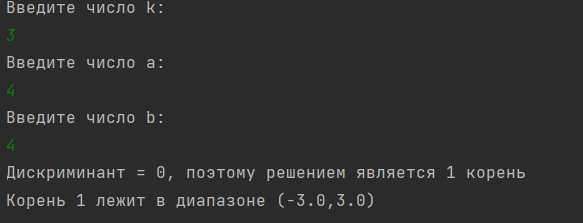 Введите число k:
3
Введите число a:
4
Введите число b:
4
Дискриминант = 0, поэтому решением является 1 корень
Корень 1 лежит в диапазоне (-3.0,3.0)